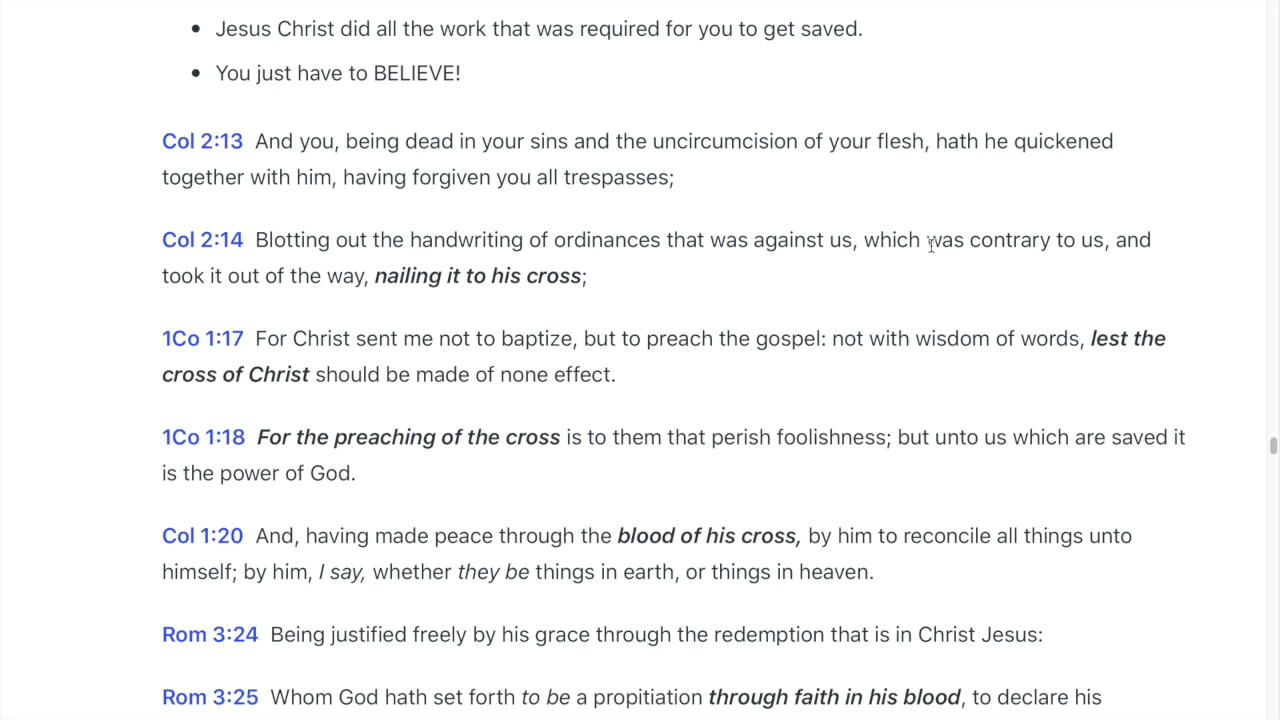 Jesus Christ did all the work that was required for you to get saved.
You just have to BELIEVE!
Col 2:13 And you, being dead in your sins and the uncircumcision of your flesh, hath he quickened
together with him, having forgiven you all trespasses;
Col 2:14 Blotting out the handwriting of ordinances that was against us, which was contrary to us, and
took it out of the way, nailing it to his cross;
1Co 1:17 For Christ sent me not to baptize, but to preach the gospel: not with wisdom of words, lest the
cross of Christ should be made of none effect.
1Co 1:18 For the preaching of the cross is to them that perish foolishness; but unto us which are saved it
is the power of God.
Col 1:20 And, having made peace through the blood of his cross, by him to reconcile all things unto
himself; by him, I say, whether they be things in earth, or things in heaven.
Rom 3:24 Being justified freely by his grace through the redemption that is in Christ Jesus:
Rom 3:25 Whom God hath set forth to be a propitiation through faith in his blood, to declare his